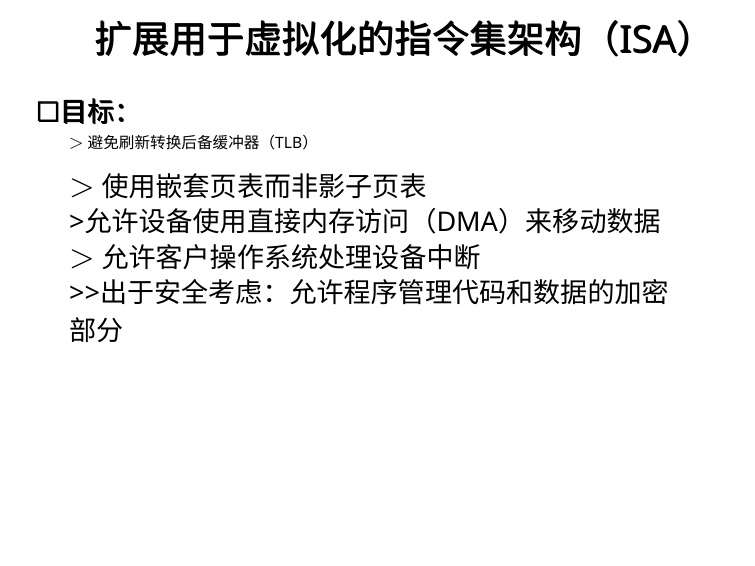 扩展用于虚拟化的指令集架构（ISA）
□目标：
＞ 避免刷新转换后备缓冲器（TLB）
＞ 使用嵌套页表而非影子页表
>允许设备使用直接内存访问（DMA）来移动数据
＞ 允许客户操作系统处理设备中断
>>出于安全考虑：允许程序管理代码和数据的加密
部分